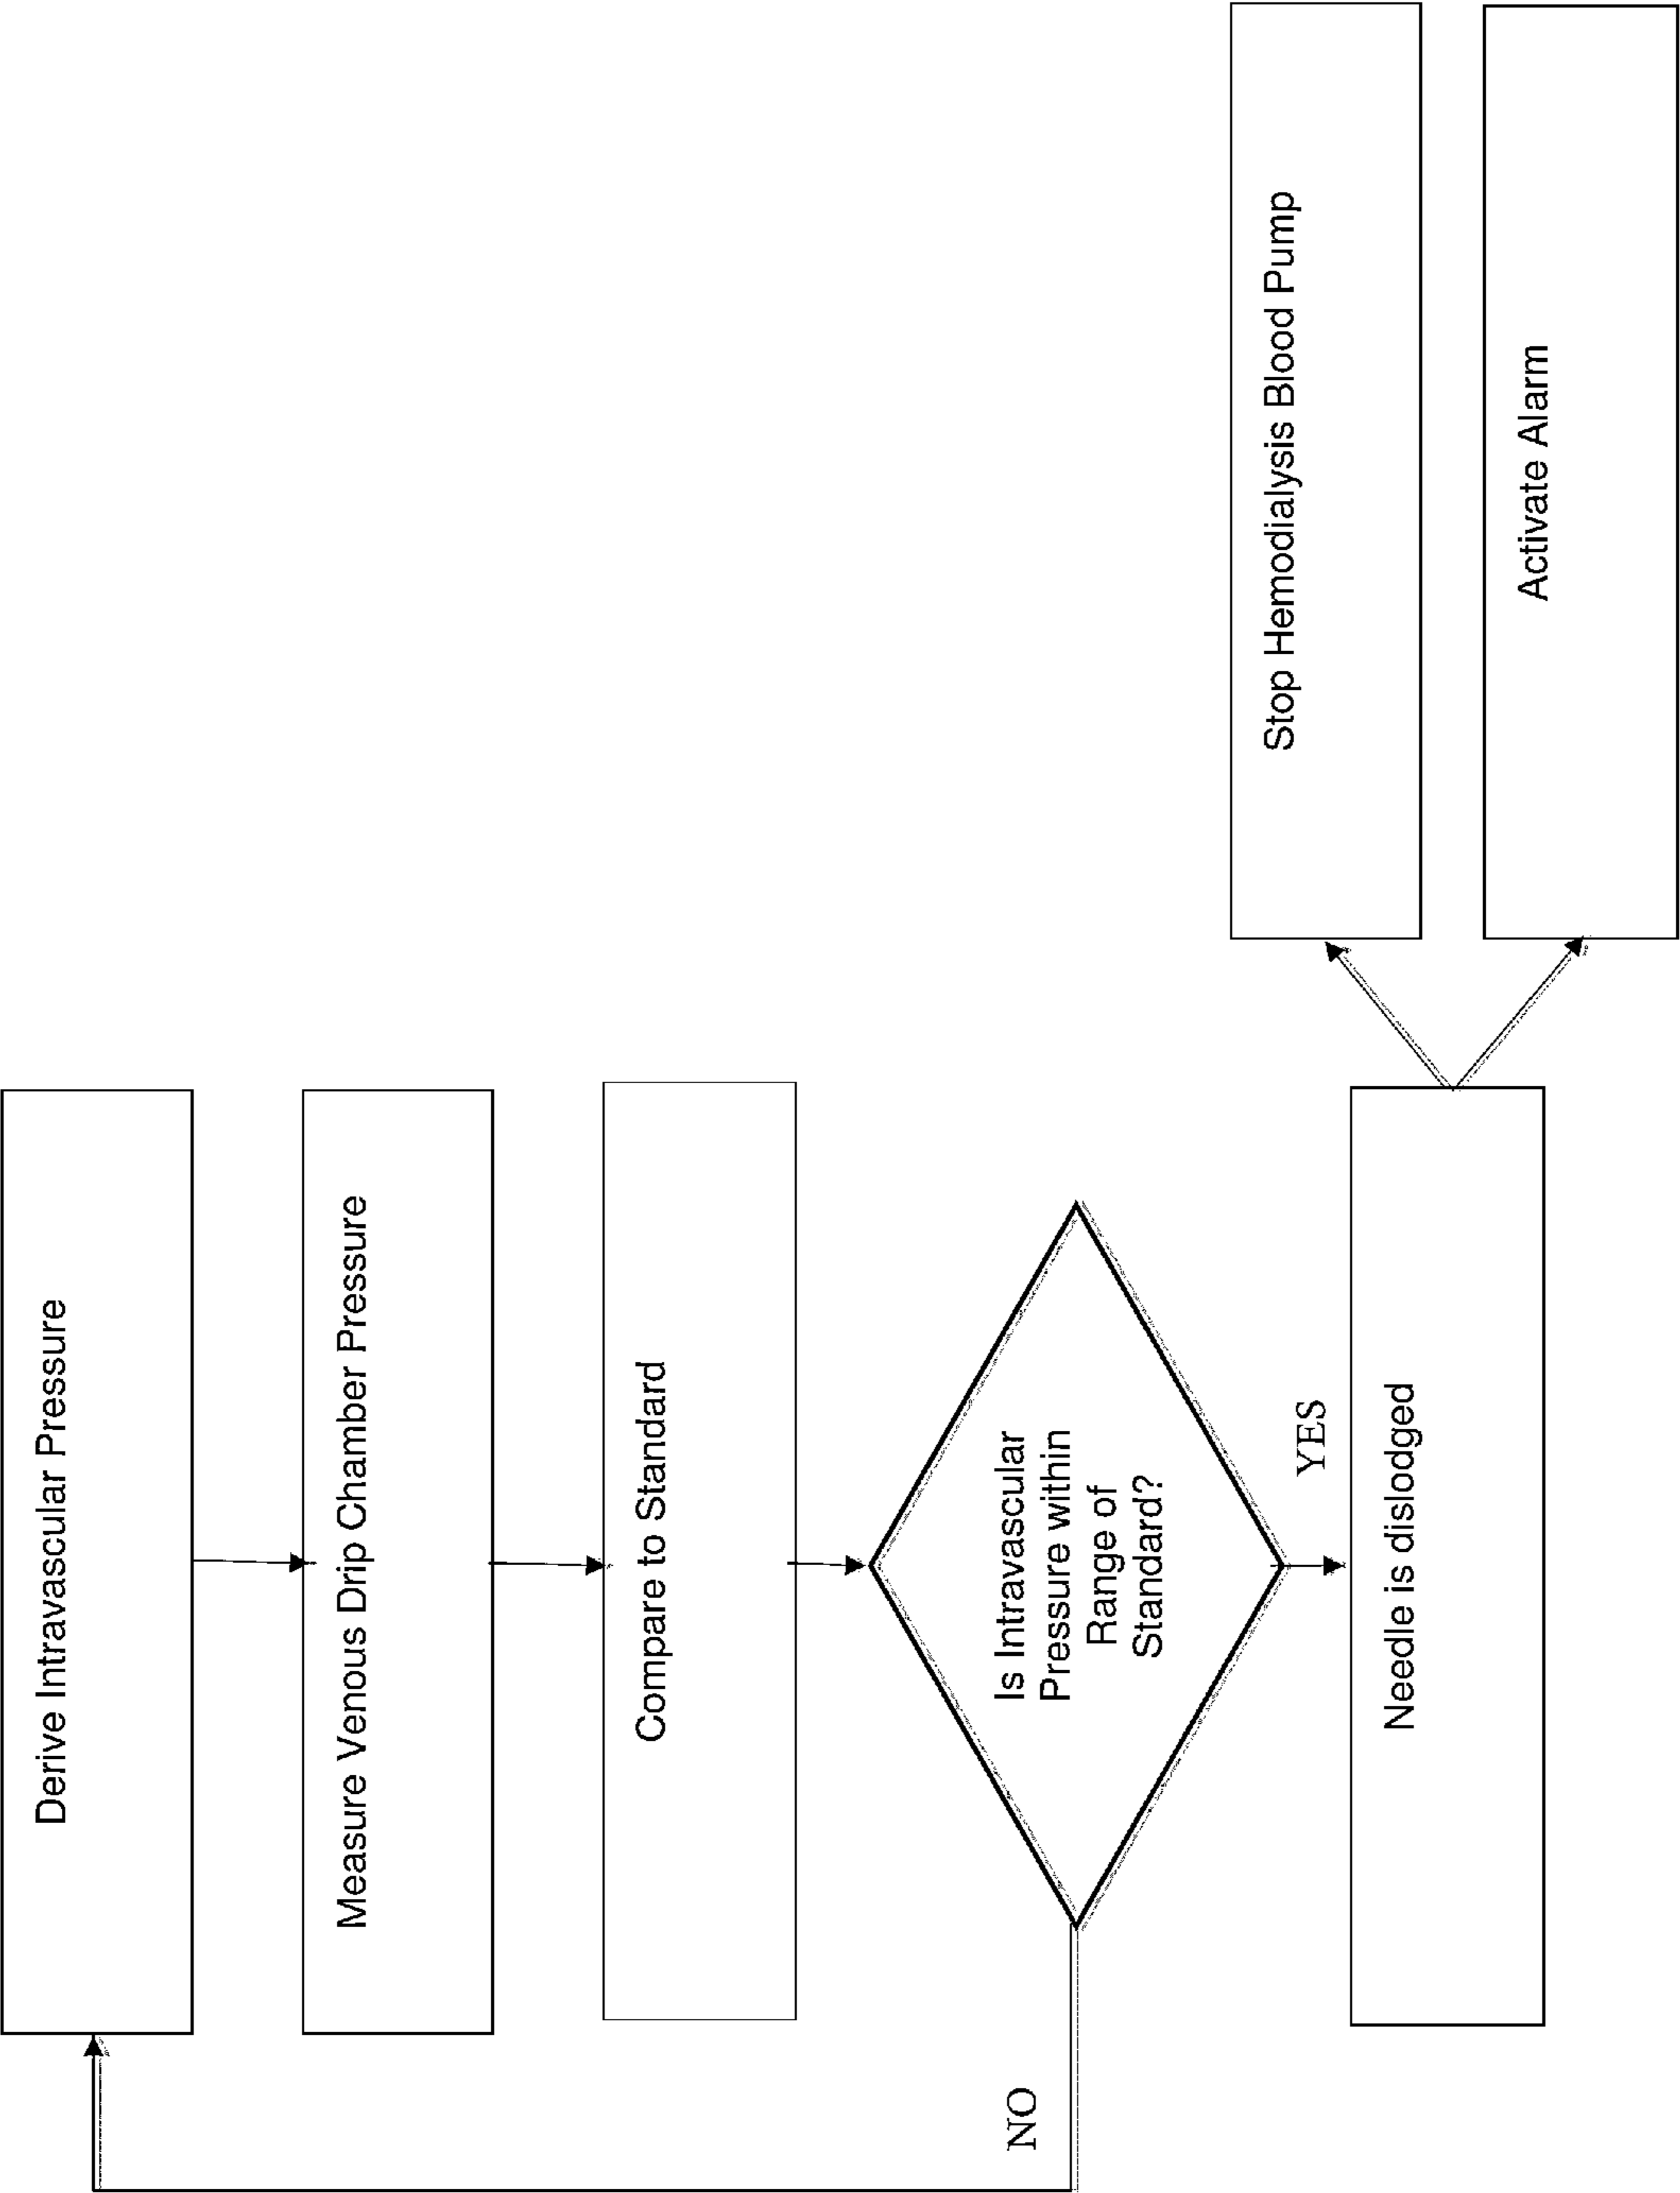 Derive Intravascular Pressure
Measure Venous Drip Chamber Pressure
Compare to Standard
Is Intravascular
Pressure within
Range of
Standard?
NO
YES
Needle is dislodged
Stop Hemodialysis Blood Pump
Activate Alarm